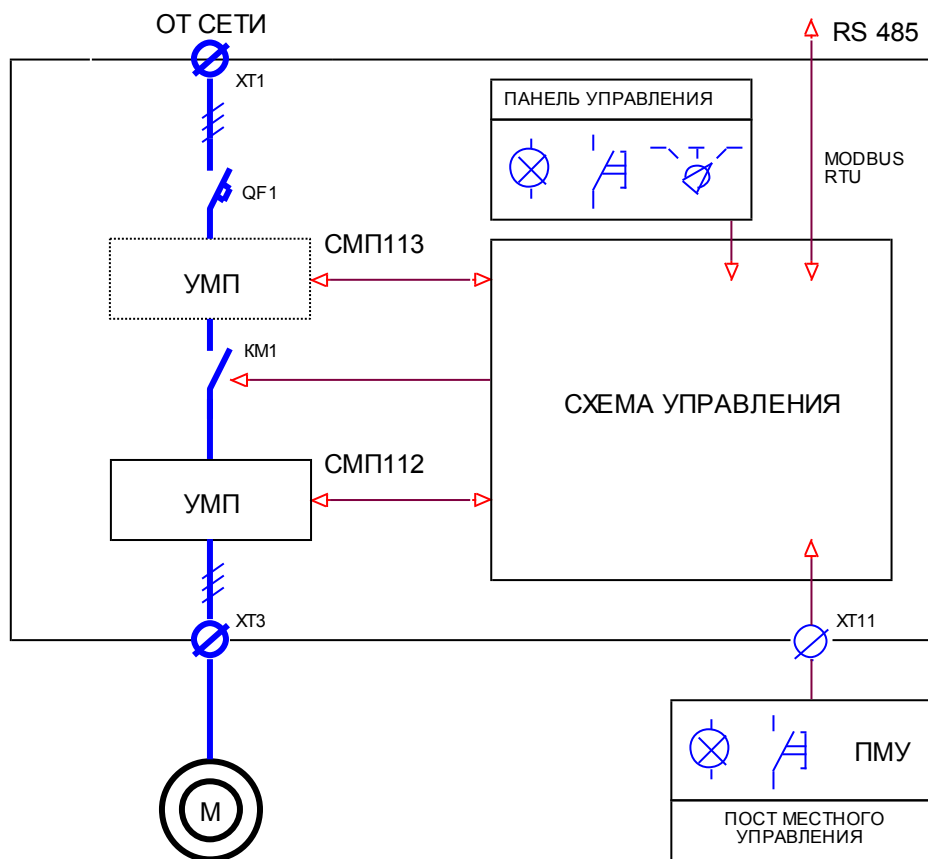 ОТ СЕТИ
RS 485
XT1
ПАНЕЛЬ УПРАВЛЕНИЯ
MODBUS
RTU
QF1
СМП113
УМП
КМ1
СХЕМА УПРАВЛЕНИЯ
СМП112
УМП
XT3
XT11
ПМУ
М
ПОСТ МЕСТНОГО
УПРАВЛЕНИЯ